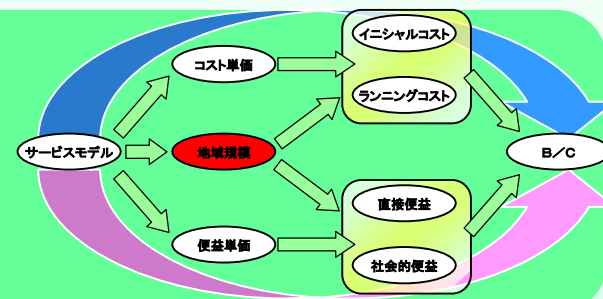 イニシャルコスト
コスト単価
ランニングコスト
サービスモデル
地域規模
B/C
直接便益
便益単価
社会的便益